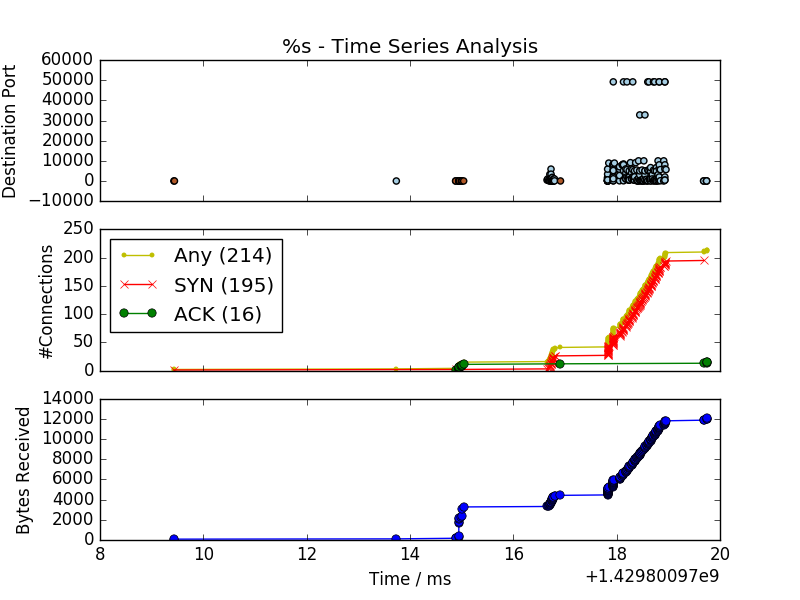 %s - Time Series Analysis
Destination Port
60000
50000
40000
30000
20000
10000
0
−10000
#Connections
250
200
150
100
50
0
Any (214)
SYN (195)
ACK (16)
Bytes Received
14000
12000
10000
8000
6000
4000
2000
0
8 10 12 14 16 18 20
Time / ms
+1.42980097e9